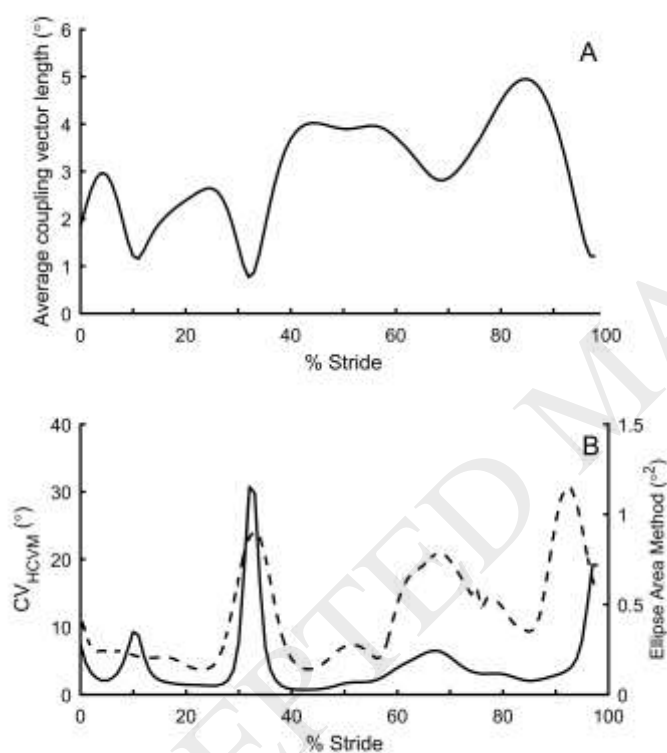 A
Average coupling vector length (°)
6
5
4
3
2
1
0
0 20 40 60 80 100
% Stride
B
CV_HCVM (°)
40
30
20
10
0
Ellipse Area Method (°²)
1.5
1
0.5
0
0 20 40 60 80 100
% Stride
ACCEPTED MA